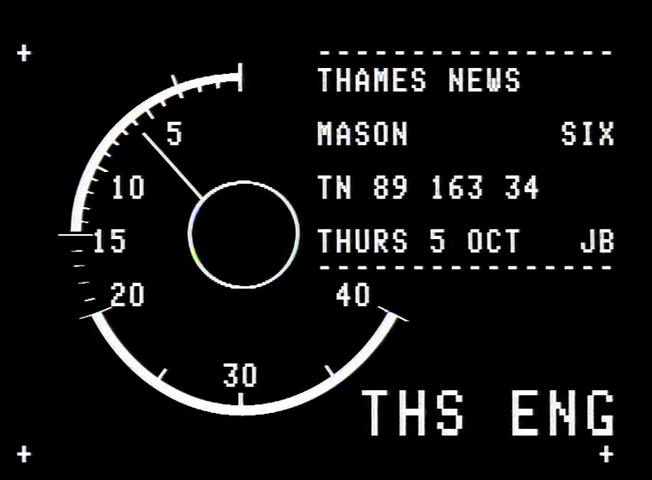 THAMES NEWS
MASON SIX
TN 89 163 34
THURS 5 OCT JB
5
10
15
20
30
40
THS ENG